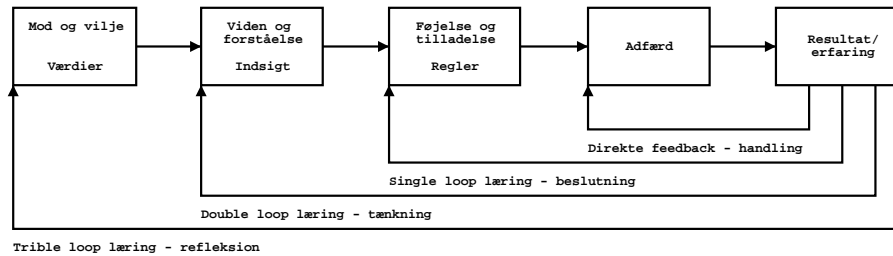 Mod og vilje
Værdier
Viden og
forståelse
Indsigt
Føjelse og
tilladelse
Regler
Adfærd
Resultat/
erfaring
Direkte feedback - handling
Single loop læring - beslutning
Double loop læring - tænkning
Trible loop læring - refleksion